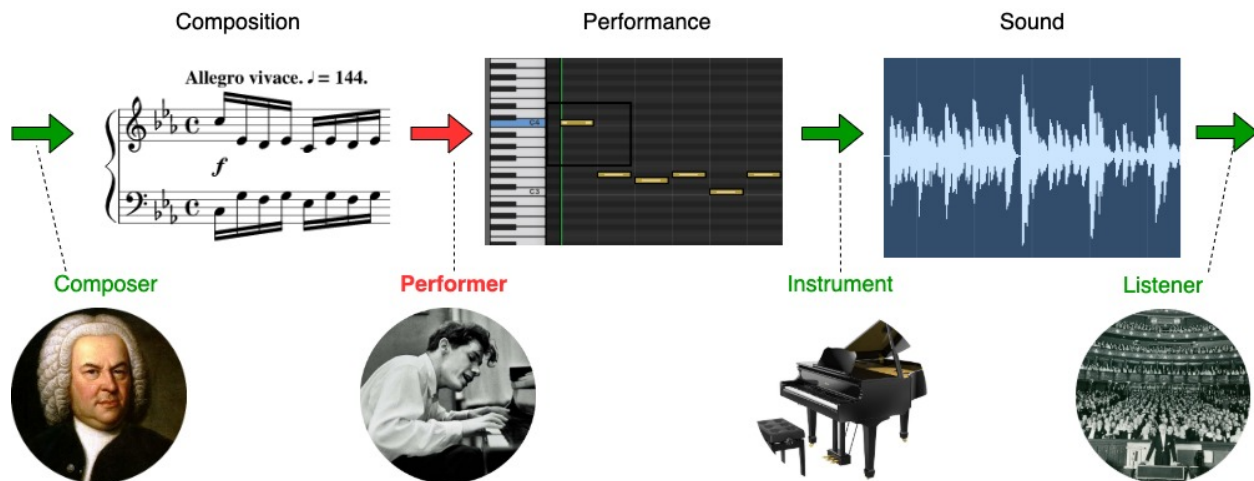 Composition
Performance
Sound
Allegro vivace. ♩ = 144.
f
C4
C3
Composer
Performer
Instrument
Listener